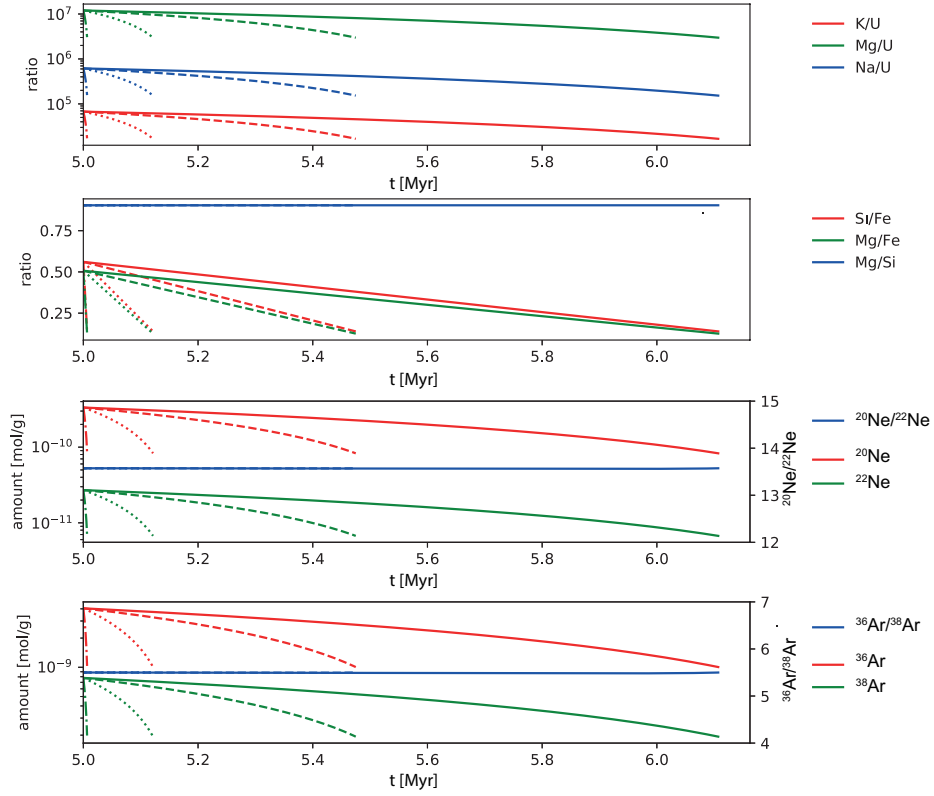 10⁷
10⁶
10⁵
ratio
5.0 5.2 5.4 5.6 5.8 6.0
t [Myr]
K/U
Mg/U
Na/U
0.75
0.50
0.25
ratio
5.0 5.2 5.4 5.6 5.8 6.0
t [Myr]
Si/Fe
Mg/Fe
Mg/Si
10⁻¹⁰
10⁻¹¹
amount [mol/g]
5.0 5.2 5.4 5.6 5.8 6.0
t [Myr]
15
14
13
12
²⁰Ne/²²Ne
²⁰Ne/²²Ne
²⁰Ne
²²Ne
10⁻⁹
amount [mol/g]
5.0 5.2 5.4 5.6 5.8 6.0
t [Myr]
7
6
5
4
³⁶Ar/³⁸Ar
³⁶Ar/³⁸Ar
³⁶Ar
³⁸Ar